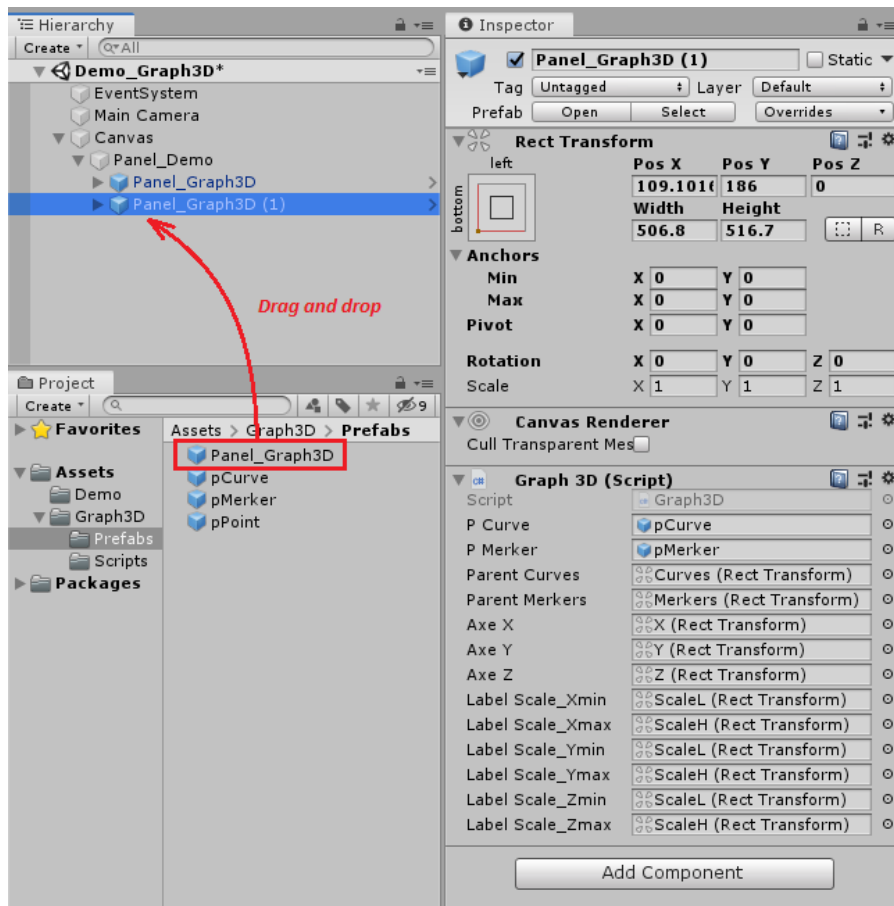 Hierarchy
Create All
Demo_Graph3D*
EventSystem
Main Camera
Canvas
Panel_Demo
Panel_Graph3D
Panel_Graph3D (1)
Drag and drop
Project
Create 9
Favorites
Assets
Demo
Graph3D
Prefabs
Scripts
Packages
Assets > Graph3D > Prefabs
Panel_Graph3D
pCurve
pMerker
pPoint
Inspector
Panel_Graph3D (1) Static
Tag Untagged Layer Default
Prefab Open Select Overrides
Rect Transform
left Pos X Pos Y Pos Z
bottom 109.1016 186 0
Width Height
506.8 516.7 R
Anchors
Min X 0 Y 0
Max X 0 Y 0
Pivot X 0 Y 0
Rotation X 0 Y 0 Z 0
Scale X 1 Y 1 Z 1
Canvas Renderer
Cull Transparent Mes
C# Graph 3D (Script)
Script Graph3D
P Curve pCurve
P Merker pMerker
Parent Curves Curves (Rect Transform)
Parent Merkers Merkers (Rect Transform)
Axe X X (Rect Transform)
Axe Y Y (Rect Transform)
Axe Z Z (Rect Transform)
Label Scale_Xmin ScaleL (Rect Transform)
Label Scale_Xmax ScaleH (Rect Transform)
Label Scale_Ymin ScaleL (Rect Transform)
Label Scale_Ymax ScaleH (Rect Transform)
Label Scale_Zmin ScaleL (Rect Transform)
Label Scale_Zmax ScaleH (Rect Transform)
Add Component